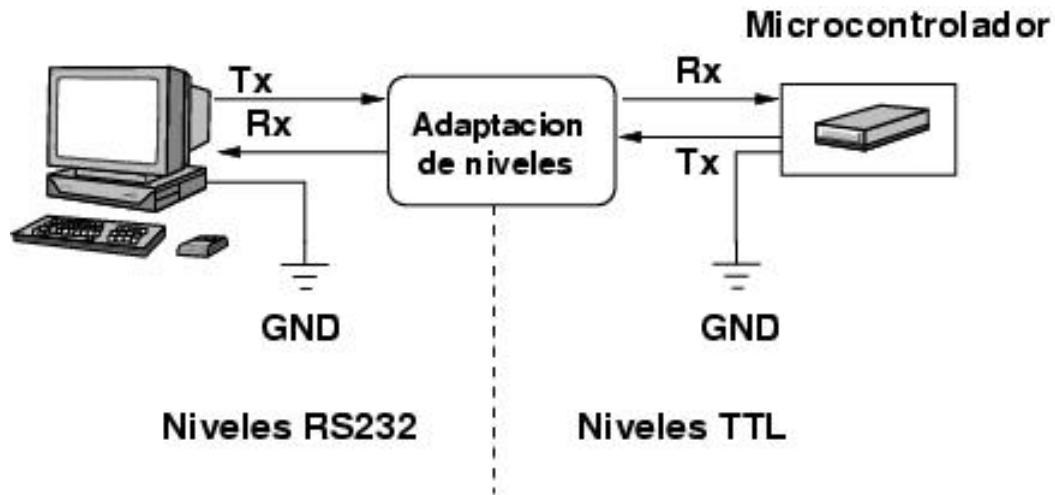 Microcontrolador
Tx
Rx
Adaptacion
de niveles
Rx
Tx
GND
GND
Niveles RS232
Niveles TTL